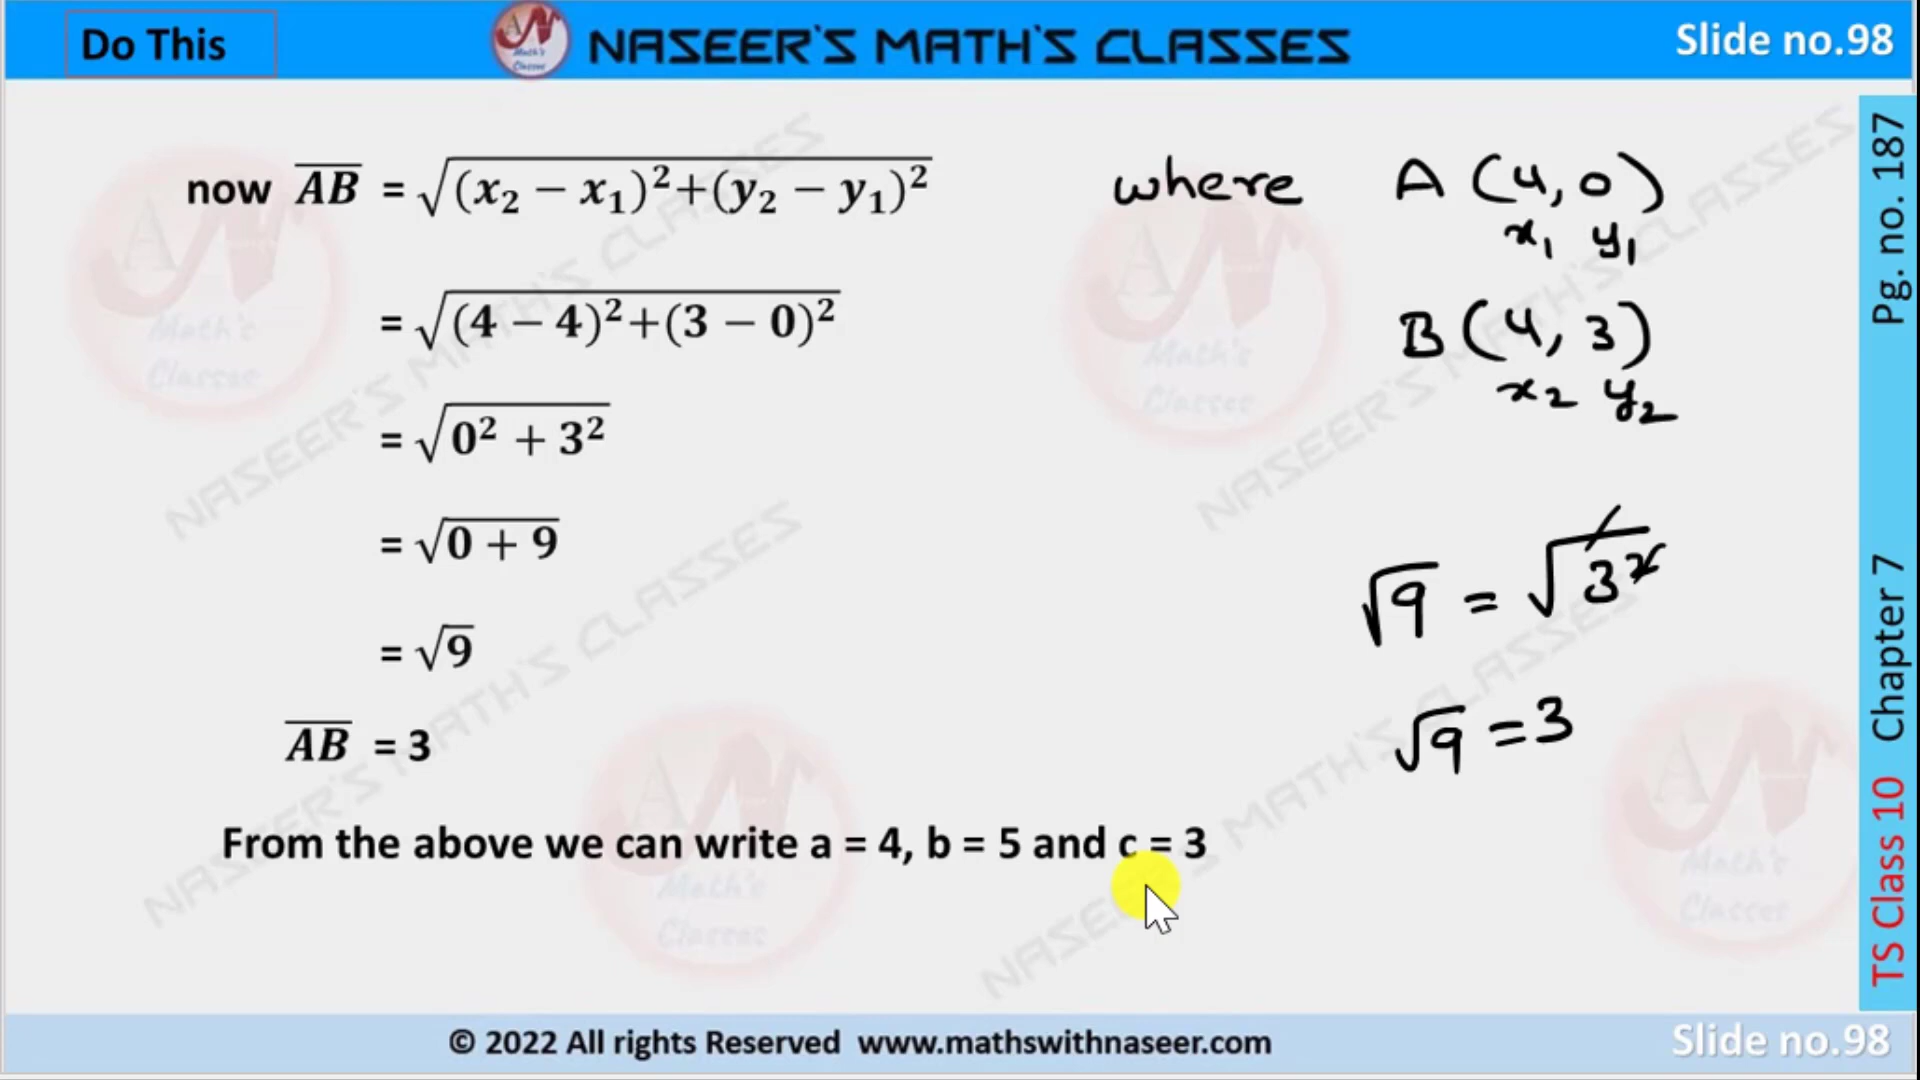 Do This
NASEER'S MATH'S CLASSES
Slide no.98
now AB = √(x₂ − x₁)²+(y₂ − y₁)²
= √(4 − 4)²+(3 − 0)²
= √0² + 3²
= √0 + 9
= √9
AB = 3
From the above we can write a = 4, b = 5 and c = 3
where A (4, 0)
x₁ y₁
B (4, 3)
x₂ y₂
√9 = √3²
√9 = 3
Pg. no. 187
Chapter 7
TS Class 10
© 2022 All rights Reserved www.mathswithnaseer.com
Slide no.98